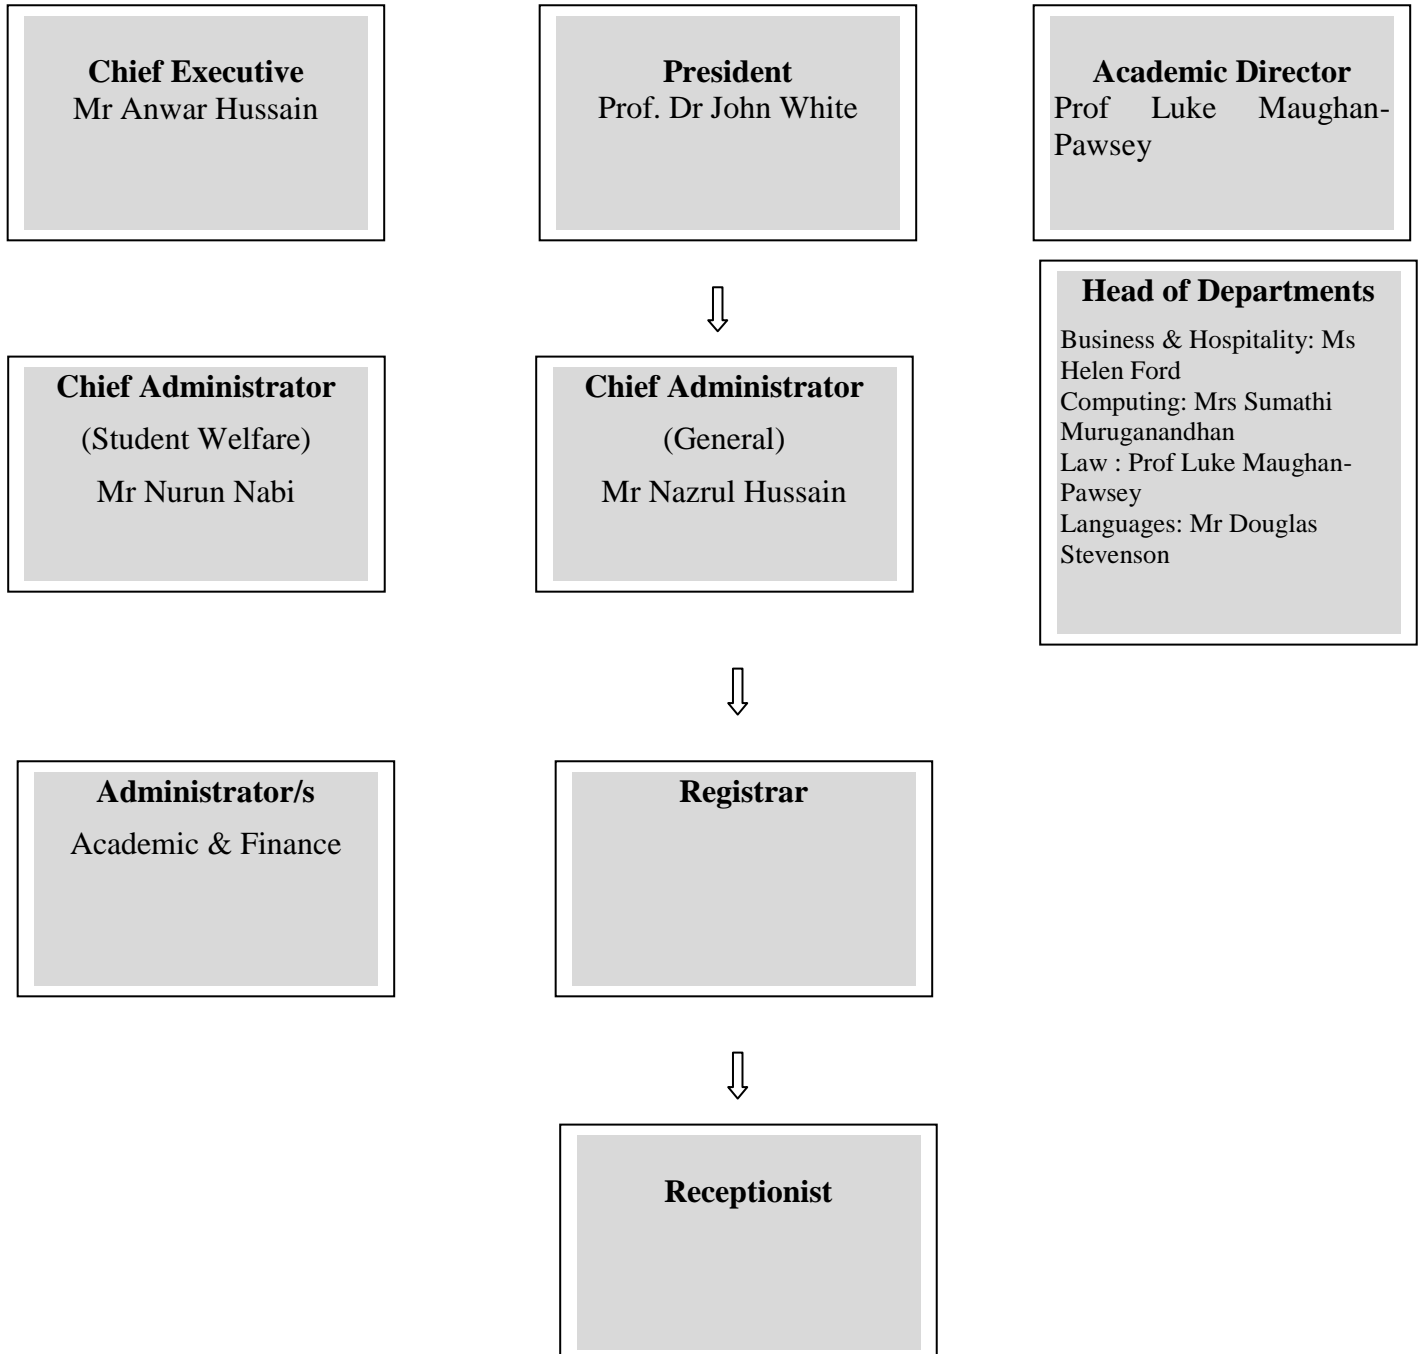 Chief Executive
Mr Anwar Hussain
President
Prof. Dr John White
Academic Director
Prof Luke Maughan-
Pawsey
Chief Administrator
(Student Welfare)
Mr Nurun Nabi
Chief Administrator
(General)
Mr Nazrul Hussain
Head of Departments
Business & Hospitality: Ms
Helen Ford
Computing: Mrs Sumathi
Muruganandhan
Law : Prof Luke Maughan-
Pawsey
Languages: Mr Douglas
Stevenson
Administrator/s
Academic & Finance
Registrar
Receptionist